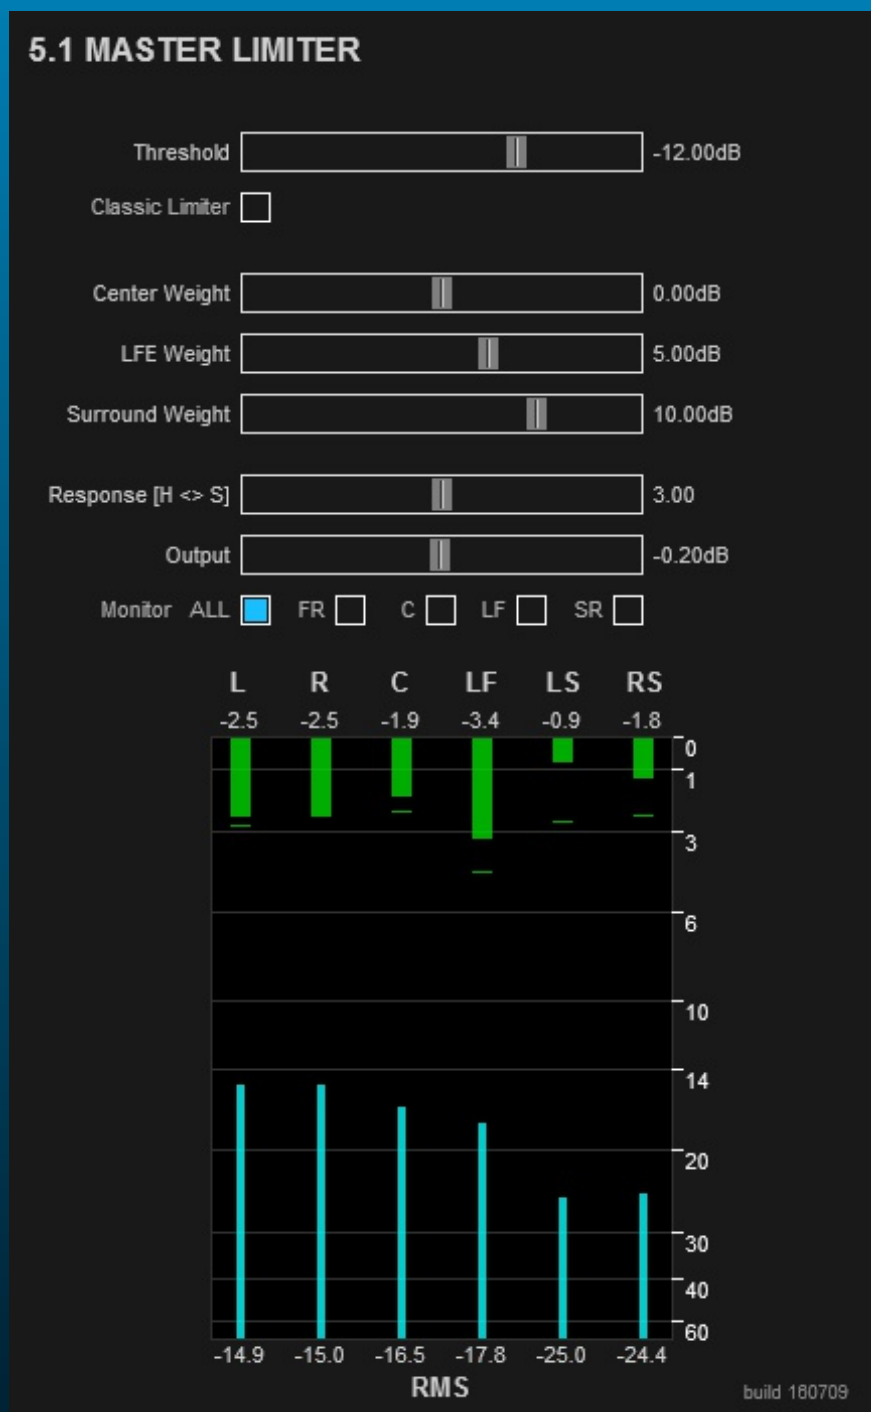 5.1 MASTER LIMITER
Threshold -12.00dB
Classic Limiter
Center Weight 0.00dB
LFE Weight 5.00dB
Surround Weight 10.00dB
Response [H <> S] 3.00
Output -0.20dB
Monitor ALL FR C LF SR
L R C LF LS RS
-2.5 -2.5 -1.9 -3.4 -0.9 -1.8
0
1
3
6
10
14
20
30
40
60
-14.9 -15.0 -16.5 -17.8 -25.0 -24.4
RMS
build 160709